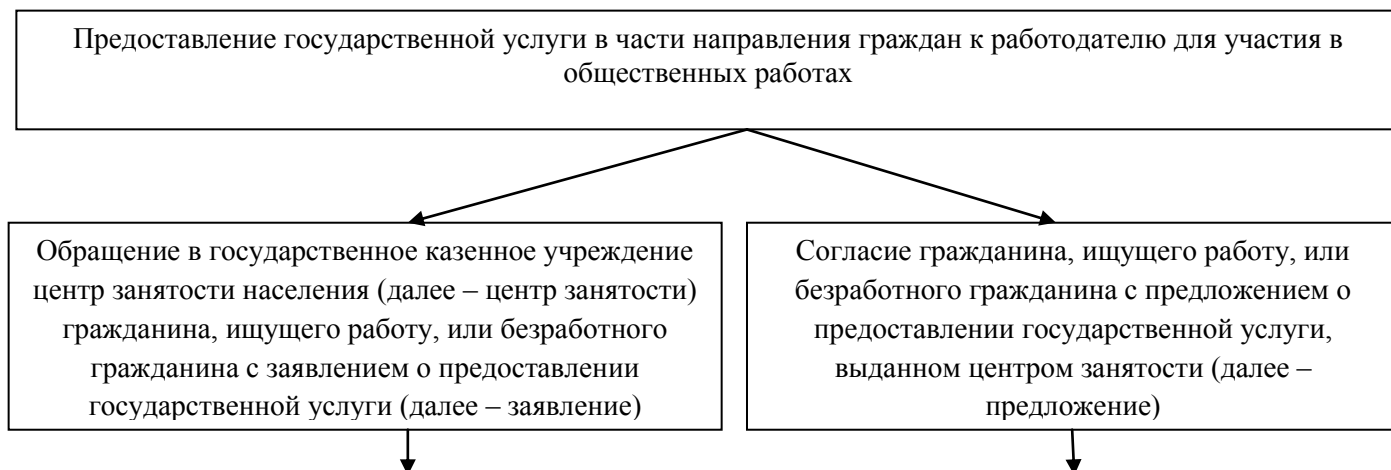 Предоставление государственной услуги в части направления граждан к работодателю для участия в
общественных работах
Обращение в государственное казенное учреждение
центр занятости населения (далее – центр занятости)
гражданина, ищущего работу, или безработного
гражданина с заявлением о предоставлении
государственной услуги (далее – заявление)
Согласие гражданина, ищущего работу, или
безработного гражданина с предложением о
предоставлении государственной услуги,
выданном центром занятости (далее –
предложение)